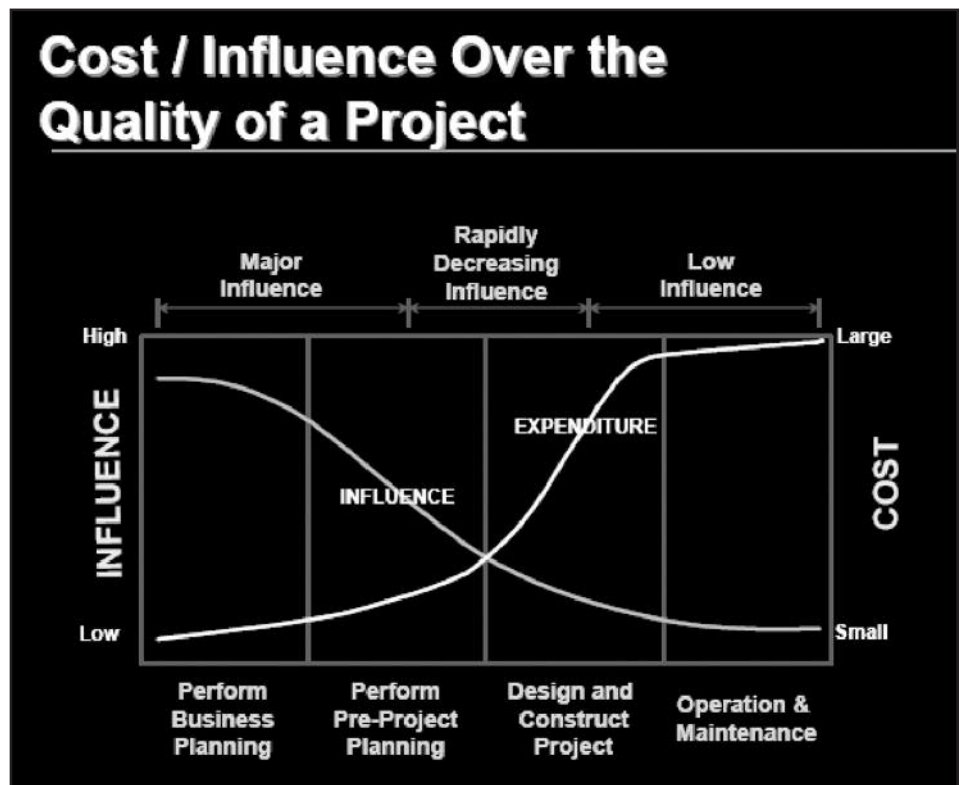 Cost / Influence Over the
Quality of a Project
Major
Influence
Rapidly
Decreasing
Influence
Low
Influence
High
Large
INFLUENCE
EXPENDITURE
INFLUENCE
COST
Low
Small
Perform
Business
Planning
Perform
Pre-Project
Planning
Design and
Construct
Project
Operation &
Maintenance